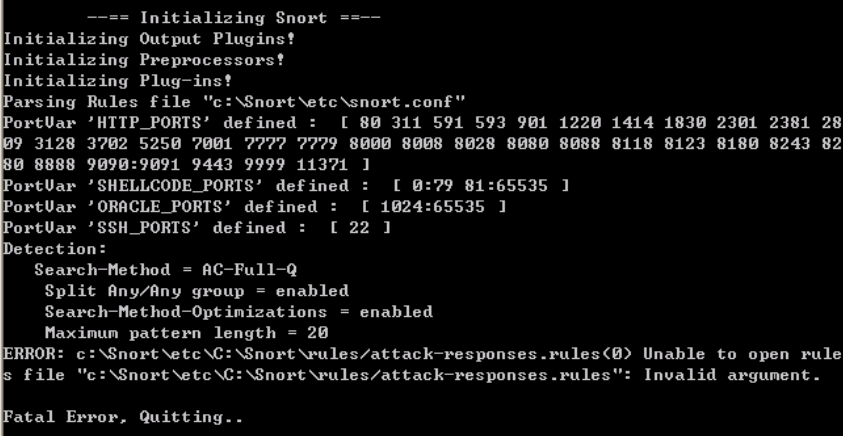 --== Initializing Snort ==--
Initializing Output Plugins!
Initializing Preprocessors!
Initializing Plug-ins!
Parsing Rules file "c:\Snort\etc\snort.conf"
PortVar 'HTTP_PORTS' defined :  [ 80 311 591 593 901 1220 1414 1830 2301 2381 28
09 3128 3702 5250 7001 7777 7779 8000 8008 8028 8080 8088 8118 8123 8180 8243 82
80 8888 9090:9091 9443 9999 11371 ]
PortVar 'SHELLCODE_PORTS' defined :  [ 0:79 81:65535 ]
PortVar 'ORACLE_PORTS' defined :  [ 1024:65535 ]
PortVar 'SSH_PORTS' defined :  [ 22 ]
Detection:
   Search-Method = AC-Full-Q
    Split Any/Any group = enabled
    Search-Method-Optimizations = enabled
    Maximum pattern length = 20
ERROR: c:\Snort\etc\C:\Snort\rules/attack-responses.rules(0) Unable to open rule
s file "c:\Snort\etc\C:\Snort\rules/attack-responses.rules": Invalid argument.
Fatal Error, Quitting..